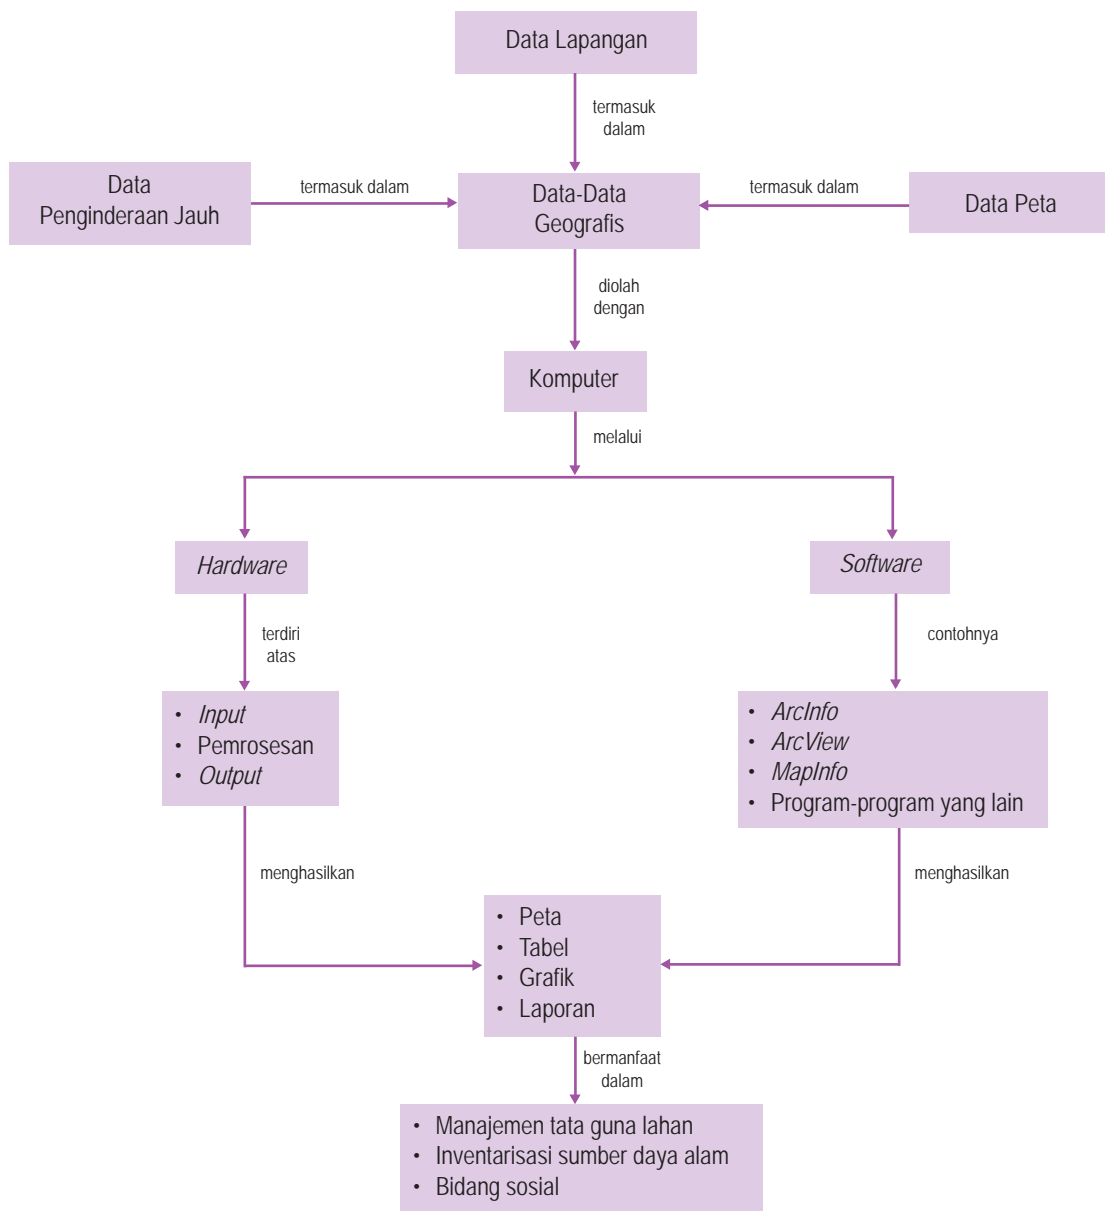 Data Lapangan
termasuk
dalam
Data
Penginderaan Jauh
termasuk dalam
Data-Data
Geografis
termasuk dalam
Data Peta
diolah
dengan
Komputer
melalui
Hardware
Software
terdiri
atas
contohnya
• Input
• Pemrosesan
• Output
• ArcInfo
• ArcView
• MapInfo
• Program-program yang lain
menghasilkan
menghasilkan
• Peta
• Tabel
• Grafik
• Laporan
bermanfaat
dalam
• Manajemen tata guna lahan
• Inventarisasi sumber daya alam
• Bidang sosial